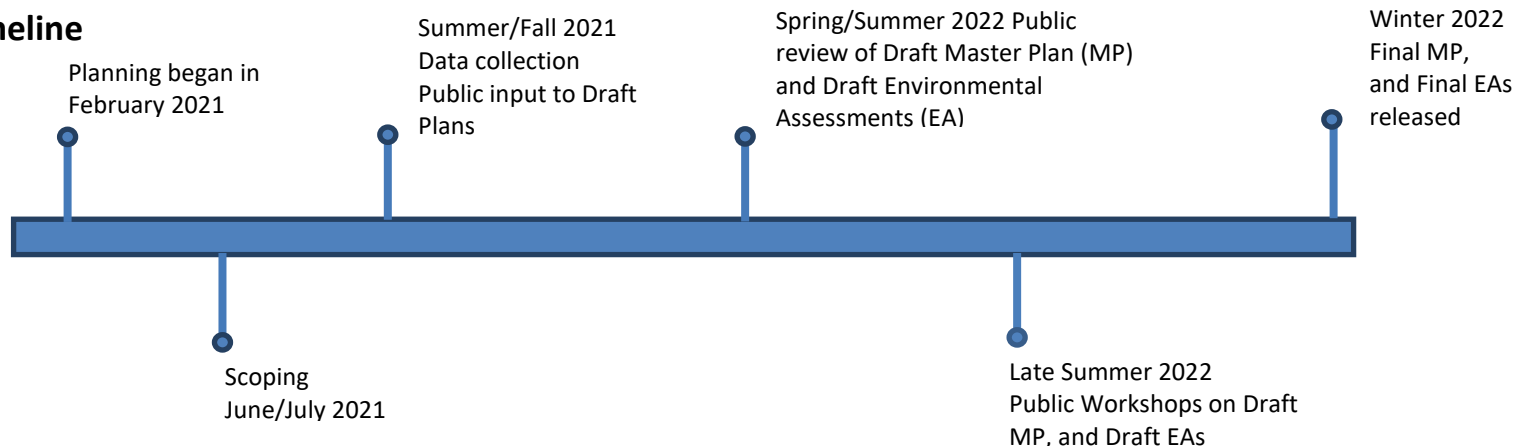 neline
Planning began in
February 2021
Scoping
June/July 2021
Summer/Fall 2021
Data collection
Public input to Draft
Plans
Spring/Summer 2022 Public
review of Draft Master Plan (MP)
and Draft Environmental
Assessments (EA)
Late Summer 2022
Public Workshops on Draft
MP, and Draft EAs
Winter 2022
Final MP,
and Final EAs
released